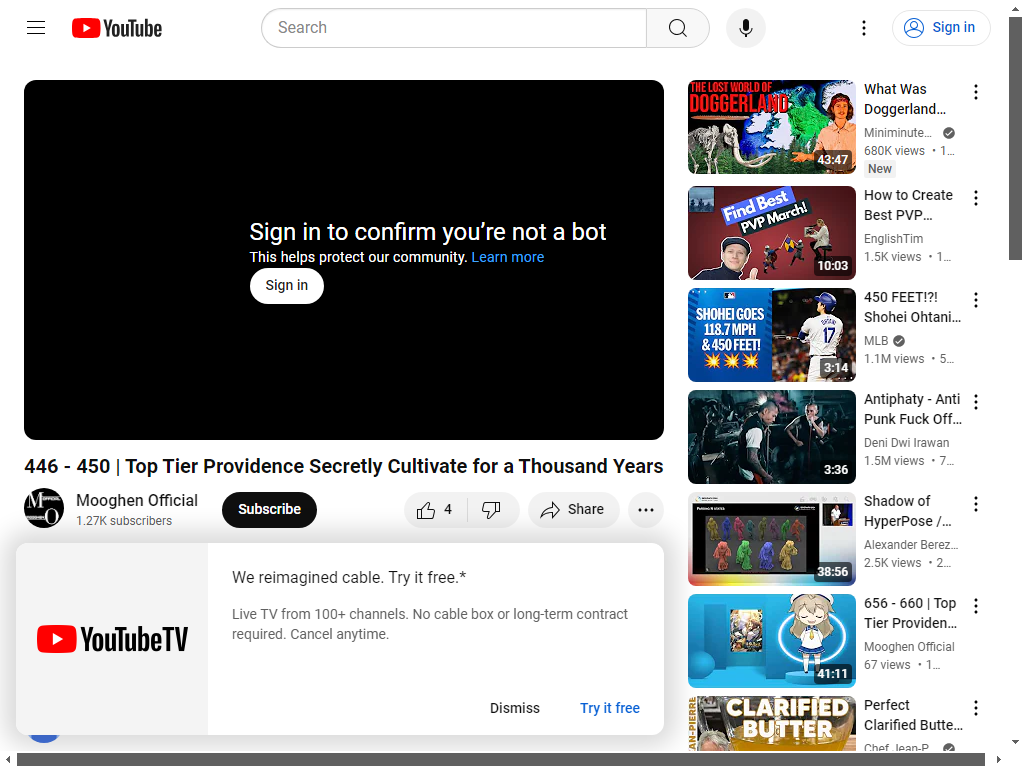 YouTube
Search
Sign in
Sign in to confirm you’re not a bot
This helps protect our community. Learn more
Sign in
446 - 450 | Top Tier Providence Secretly Cultivate for a Thousand Years
Mooghen Official
1.27K subscribers
Subscribe
4
Share
We reimagined cable. Try it free.*
Live TV from 100+ channels. No cable box or long-term contract
required. Cancel anytime.
YouTubeTV
Dismiss
Try it free
THE LOST WORLD OF
DOGGERLAND
43:47
What Was
Doggerland…
Miniminute…
680K views • 1…
New
Find Best
PVP March!
10:03
How to Create
Best PVP…
EnglishTim
1.5K views • 1…
SHOHEI GOES
118.7 MPH
& 450 FEET!
17
3:14
450 FEET!?!
Shohei Ohtani…
MLB
1.1M views • 5…
3:36
Antiphaty - Anti
Punk Fuck Off…
Deni Dwi Irawan
1.5M views • 7…
38:56
Shadow of
HyperPose /…
Alexander Berez…
2.5K views • 2…
41:11
656 - 660 | Top
Tier Providen…
Mooghen Official
67 views • 1…
CLARIFIED
BUTTER
Perfect
Clarified Butte…
Chef Jean-P…